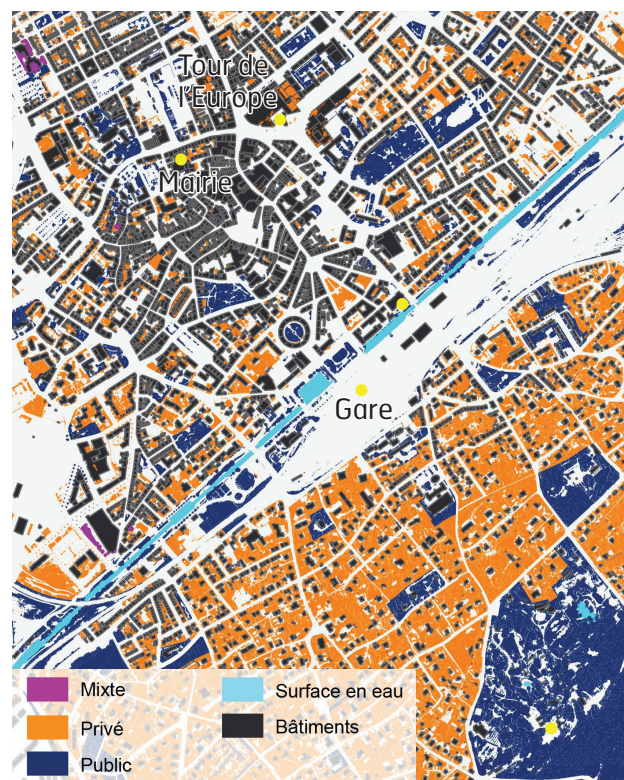 Tour de
l'Europe
Mairie
Gare
Mixte
Privé
Public
Surface en eau
Bâtiments